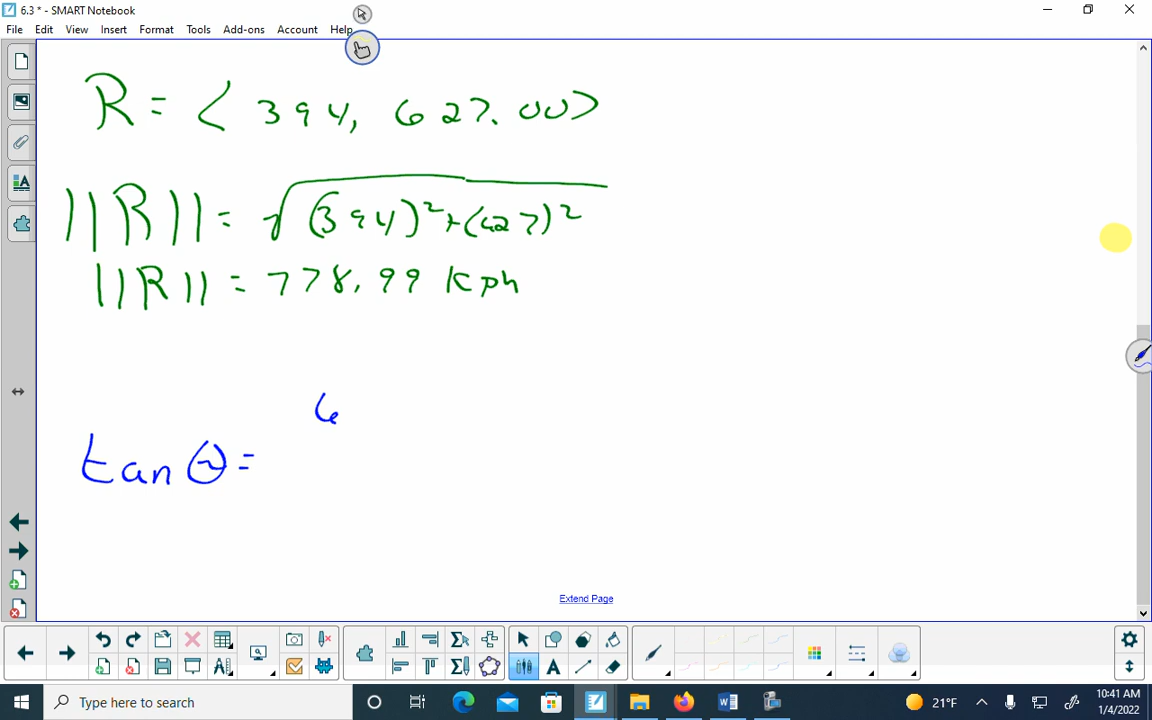 6.3 * - SMART Notebook
File Edit View Insert Format Tools Add-ons Account Help
R = < 394, 627.00>
||R|| = √(394)²+(627)²
||R|| = 778.99 kph
6
tan θ =
Extend Page
Type here to search
21°F
10:41 AM
1/4/2022